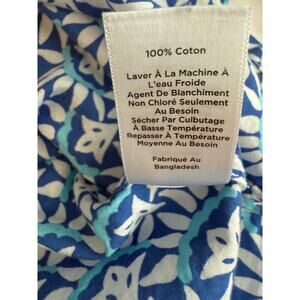 100% Coton
Laver À La Machine À
L'eau Froide
Agent De Blanchiment
Non Chloré Seulement
Au Besoin
Sécher Par Culbutage
À Basse Température
Repasser À Température
Moyenne Au Besoin
Fabriqué Au
Bangladesh